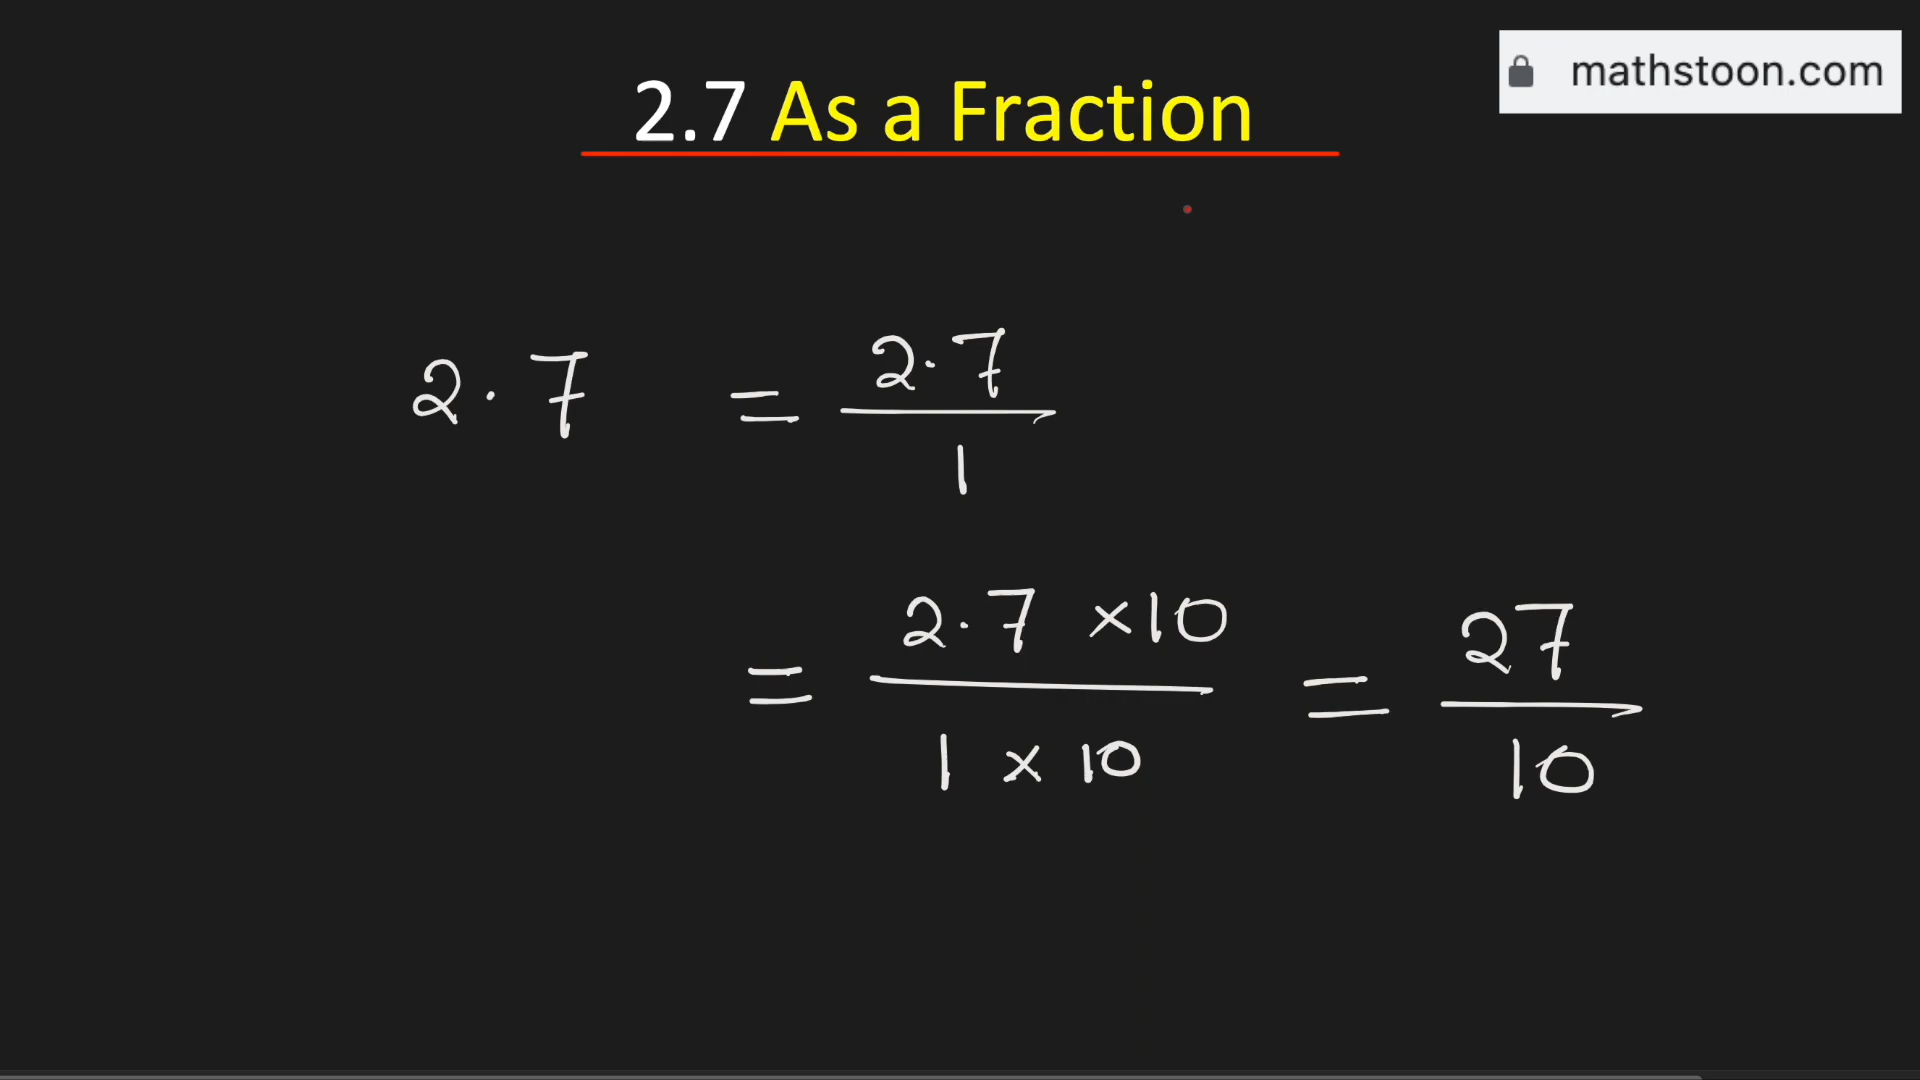 mathstoon.com
2.7 As a Fraction
2.7 = 2.7/1
= 2.7 ×10/1 × 10 = 27/10